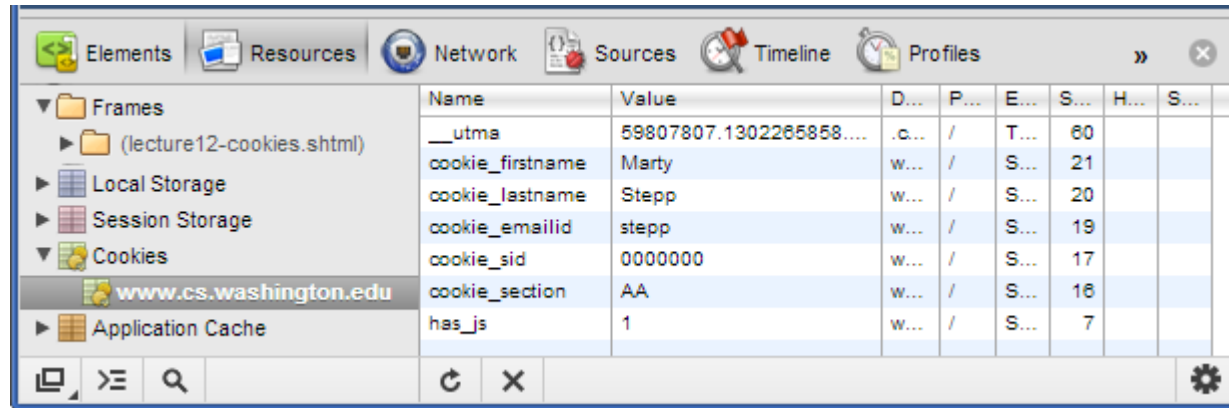 Elements Resources Network Sources Timeline Profiles »
Frames
(lecture12-cookies.shtml)
Local Storage
Session Storage
Cookies
www.cs.washington.edu
Application Cache
Name Value D... P... E... S... H... S...
__utma 59807807.1302265858.... .c... / T... 60
cookie_firstname Marty w... / S... 21
cookie_lastname Stepp w... / S... 20
cookie_emailid stepp w... / S... 19
cookie_sid 0000000 w... / S... 17
cookie_section AA w... / S... 16
has_js 1 w... / S... 7